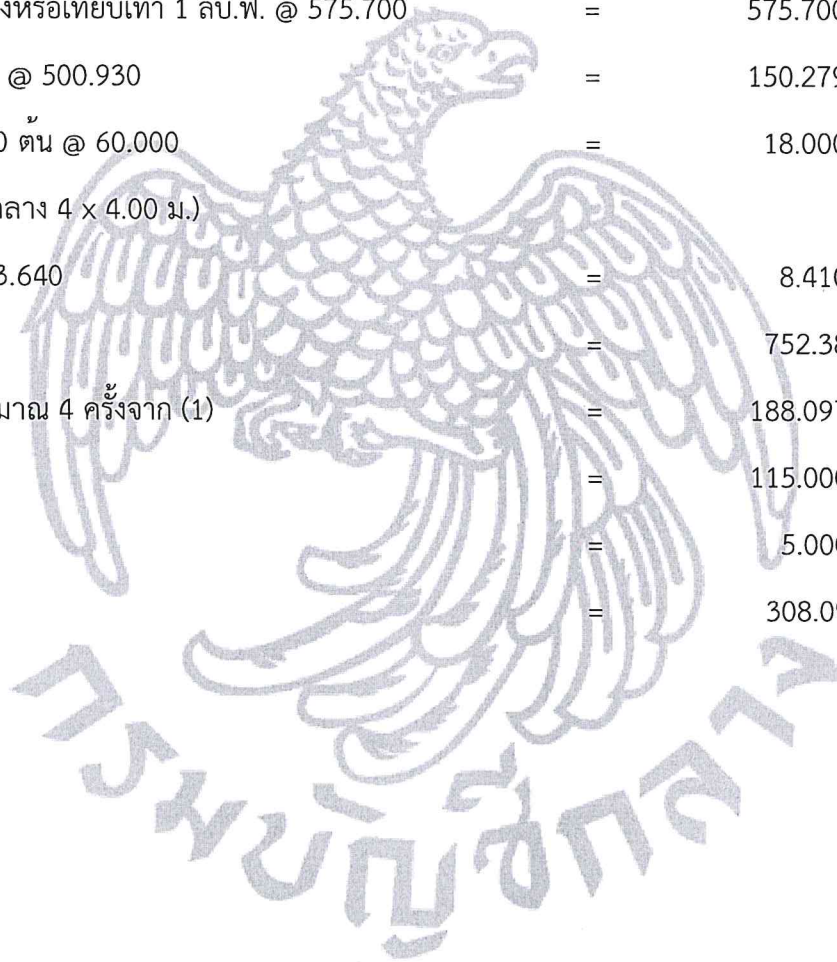 งหรือเทียบเท่า 1 ลบ.ฟ. @ 575.700 = 575.700
@ 500.930 = 150.279
0 ต้น @ 60.000 = 18.000
ลาง 4 x 4.00 ม.)
3.640 = 8.410
= 752.38
มาณ 4 ครั้งจาก (1) = 188.097
= 115.000
= 5.000
= 308.09
กรมบัญชีกลาง